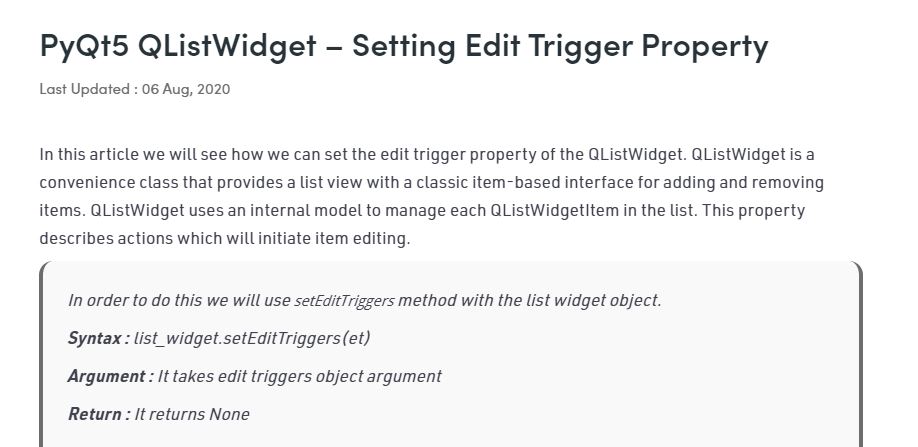 PyQt5 QListWidget – Setting Edit Trigger Property
Last Updated : 06 Aug, 2020
In this article we will see how we can set the edit trigger property of the QListWidget. QListWidget is a
convenience class that provides a list view with a classic item-based interface for adding and removing
items. QListWidget uses an internal model to manage each QListWidgetItem in the list. This property
describes actions which will initiate item editing.
In order to do this we will use setEditTriggers method with the list widget object.
Syntax : list_widget.setEditTriggers(et)
Argument : It takes edit triggers object argument
Return : It returns None